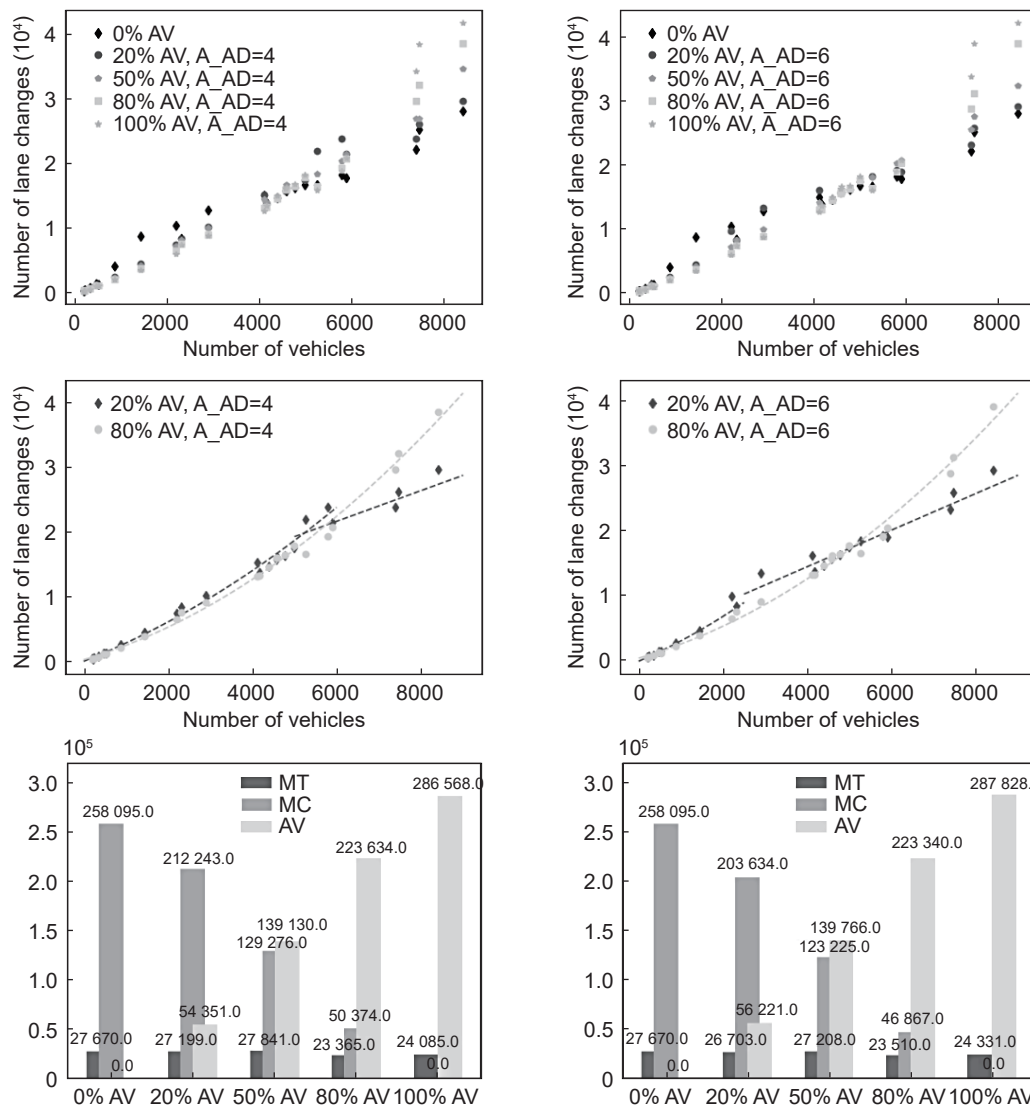 Number of lane changes (10⁴)
4
3
2
1
0
0% AV
20% AV, A_AD=4
50% AV, A_AD=4
80% AV, A_AD=4
100% AV, A_AD=4
0 2000 4000 6000 8000
Number of vehicles
Number of lane changes (10⁴)
4
3
2
1
0
0% AV
20% AV, A_AD=6
50% AV, A_AD=6
80% AV, A_AD=6
100% AV, A_AD=6
0 2000 4000 6000 8000
Number of vehicles
Number of lane changes (10⁴)
4
3
2
1
0
20% AV, A_AD=4
80% AV, A_AD=4
0 2000 4000 6000 8000
Number of vehicles
Number of lane changes (10⁴)
4
3
2
1
0
20% AV, A_AD=6
80% AV, A_AD=6
0 2000 4000 6000 8000
Number of vehicles
10⁵
3.0
2.5
2.0
1.5
1.0
0.5
0
MT
MC
AV
258 095.0
27 670.0
0.0
212 243.0
27 199.0
54 351.0
139 130.0
129 276.0
27 841.0
223 634.0
50 374.0
23 365.0
286 568.0
24 085.0
0.0
0% AV 20% AV 50% AV 80% AV 100% AV
10⁵
3.0
2.5
2.0
1.5
1.0
0.5
0
MT
MC
AV
258 095.0
27 670.0
0.0
203 634.0
26 703.0
56 221.0
139 766.0
123 225.0
27 208.0
223 340.0
46 867.0
23 510.0
287 828.
24 331.0
0.0
0% AV 20% AV 50% AV 80% AV 100% AV